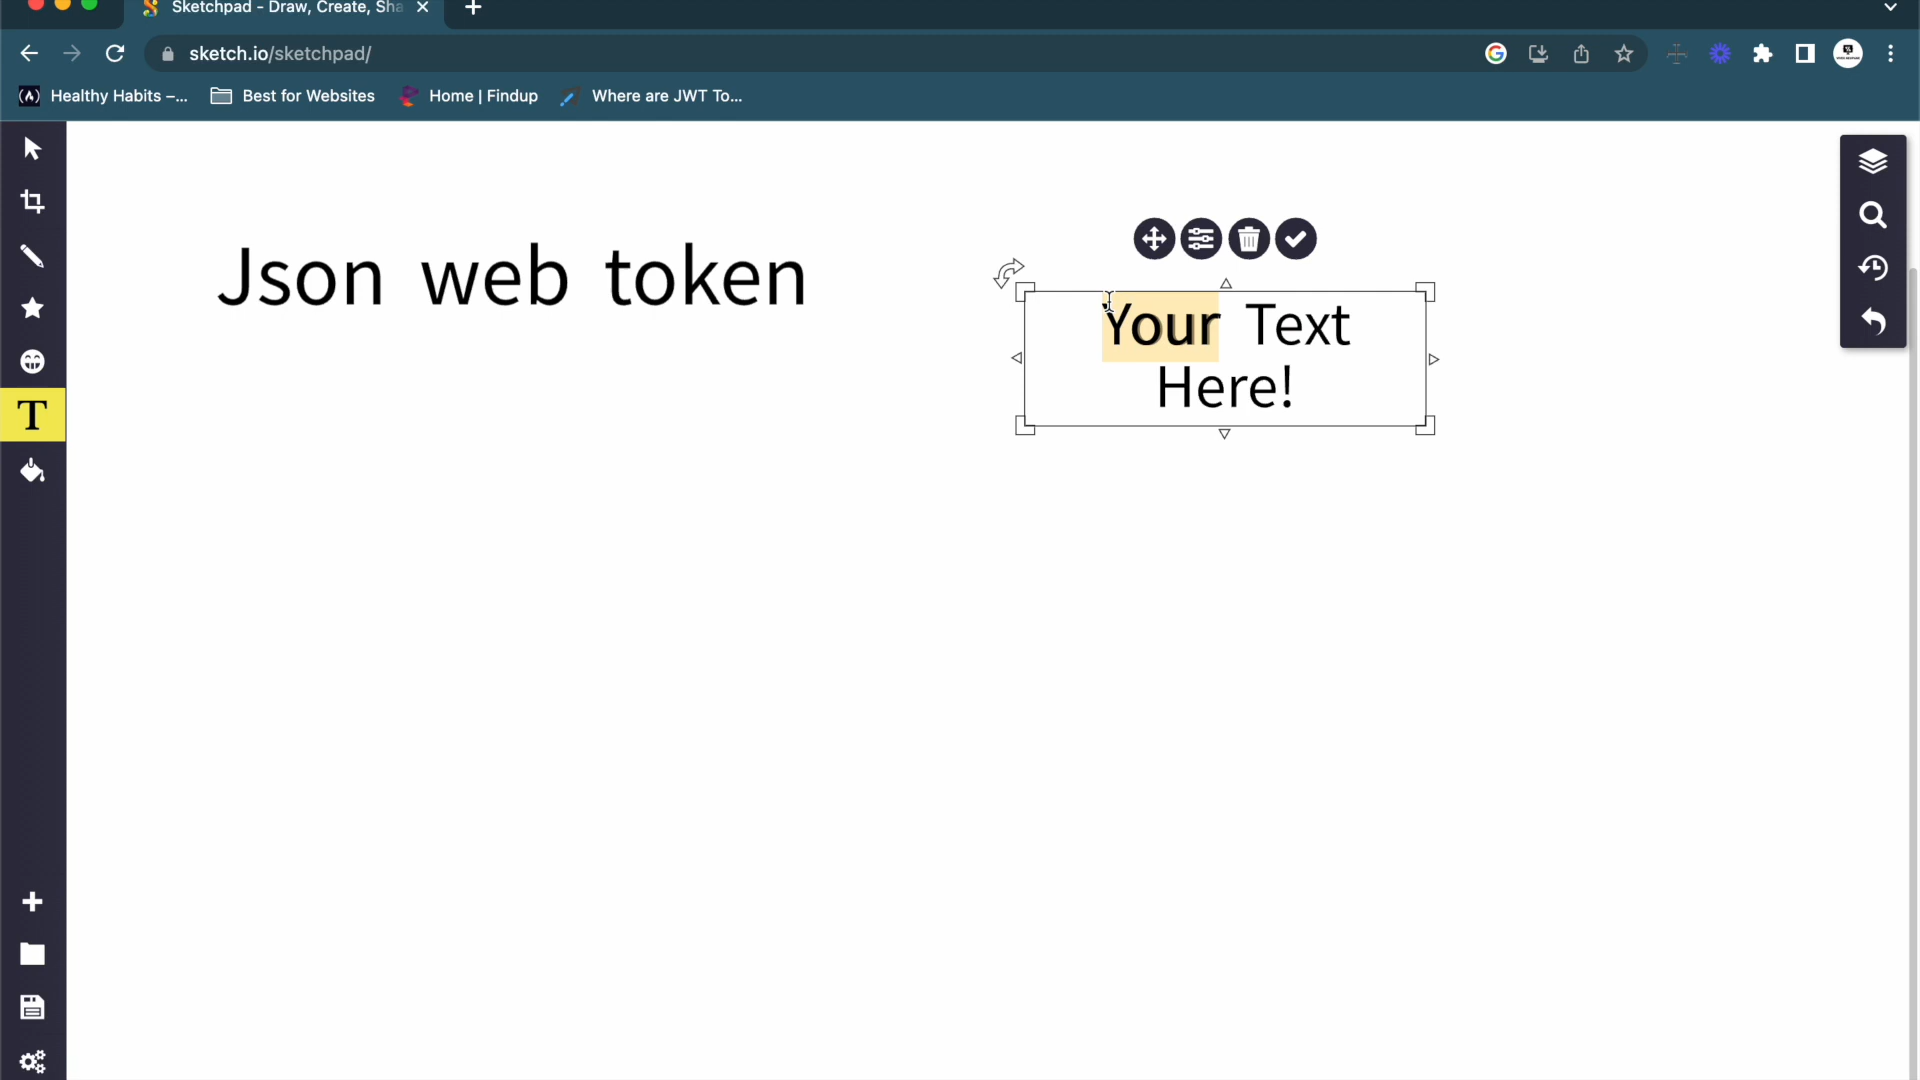 Sketchpad - Draw, Create, Sha
sketch.io/sketchpad/
Healthy Habits –... Best for Websites Home | Findup Where are JWT To...
Json web token
Your Text
Here!
T